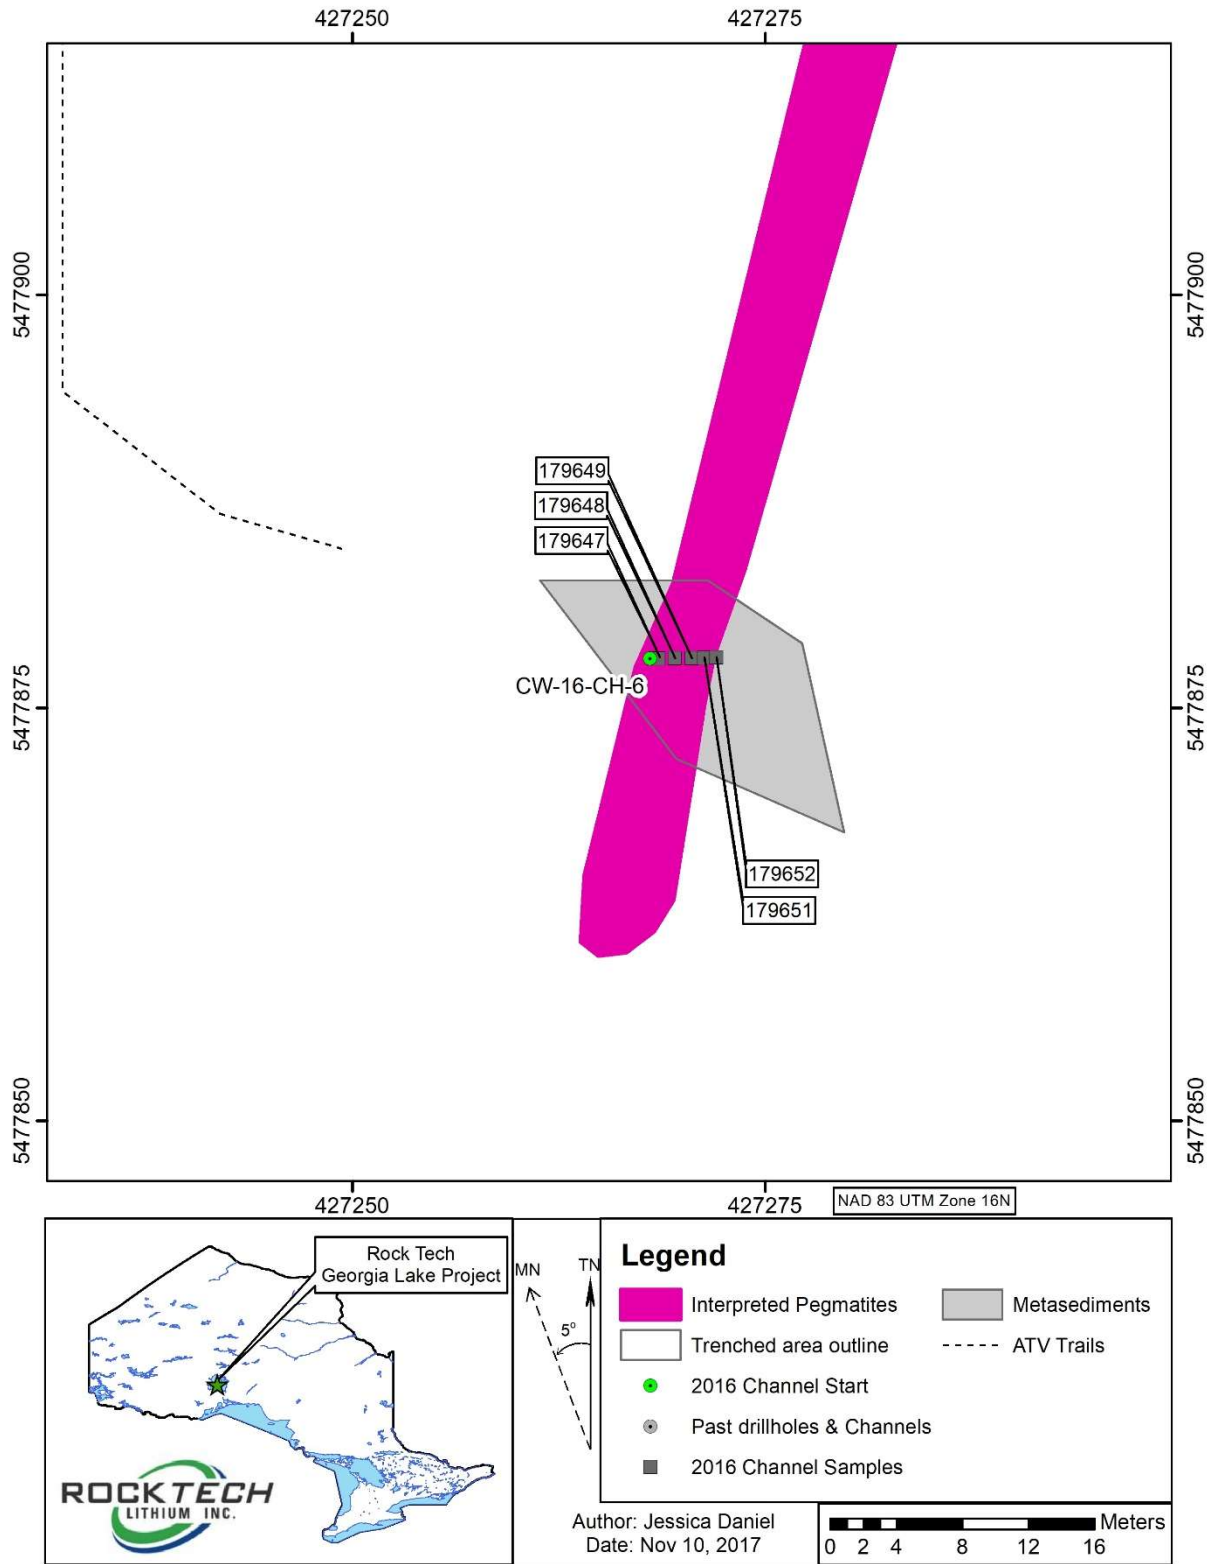 427250
427275
5477900
5477900
179649
179648
179647
CW-16-CH-6
5477875
5477875
179652
179651
5477850
5477850
427250
427275
NAD 83 UTM Zone 16N
Rock Tech
Georgia Lake Project
MN
TN
5°
Legend
Interpreted Pegmatites
Metasediments
Trenched area outline
ATV Trails
2016 Channel Start
Past drillholes & Channels
2016 Channel Samples
ROCKTECH
LITHIUM INC.
Author: Jessica Daniel
Date: Nov 10, 2017
Meters
0 2 4 8 12 16